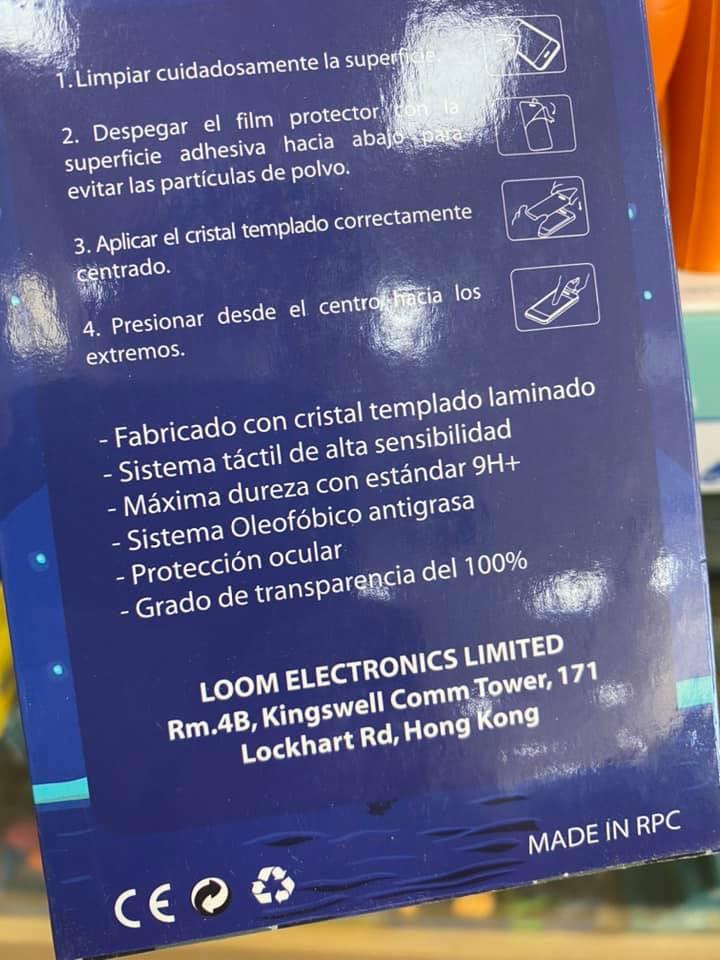 1. Limpiar cuidadosamente la superficie.
2. Despegar el film protector con la
superficie adhesiva hacia abajo para
evitar las partículas de polvo.
3. Aplicar el cristal templado correctamente
centrado.
4. Presionar desde el centro hacia los
extremos.
- Fabricado con cristal templado laminado
- Sistema táctil de alta sensibilidad
- Máxima dureza con estándar 9H+
- Sistema Oleofóbico antigrasa
- Protección ocular
- Grado de transparencia del 100%
LOOM ELECTRONICS LIMITED
Rm.4B, Kingswell Comm Tower, 171
Lockhart Rd, Hong Kong
MADE IN RPC
CE